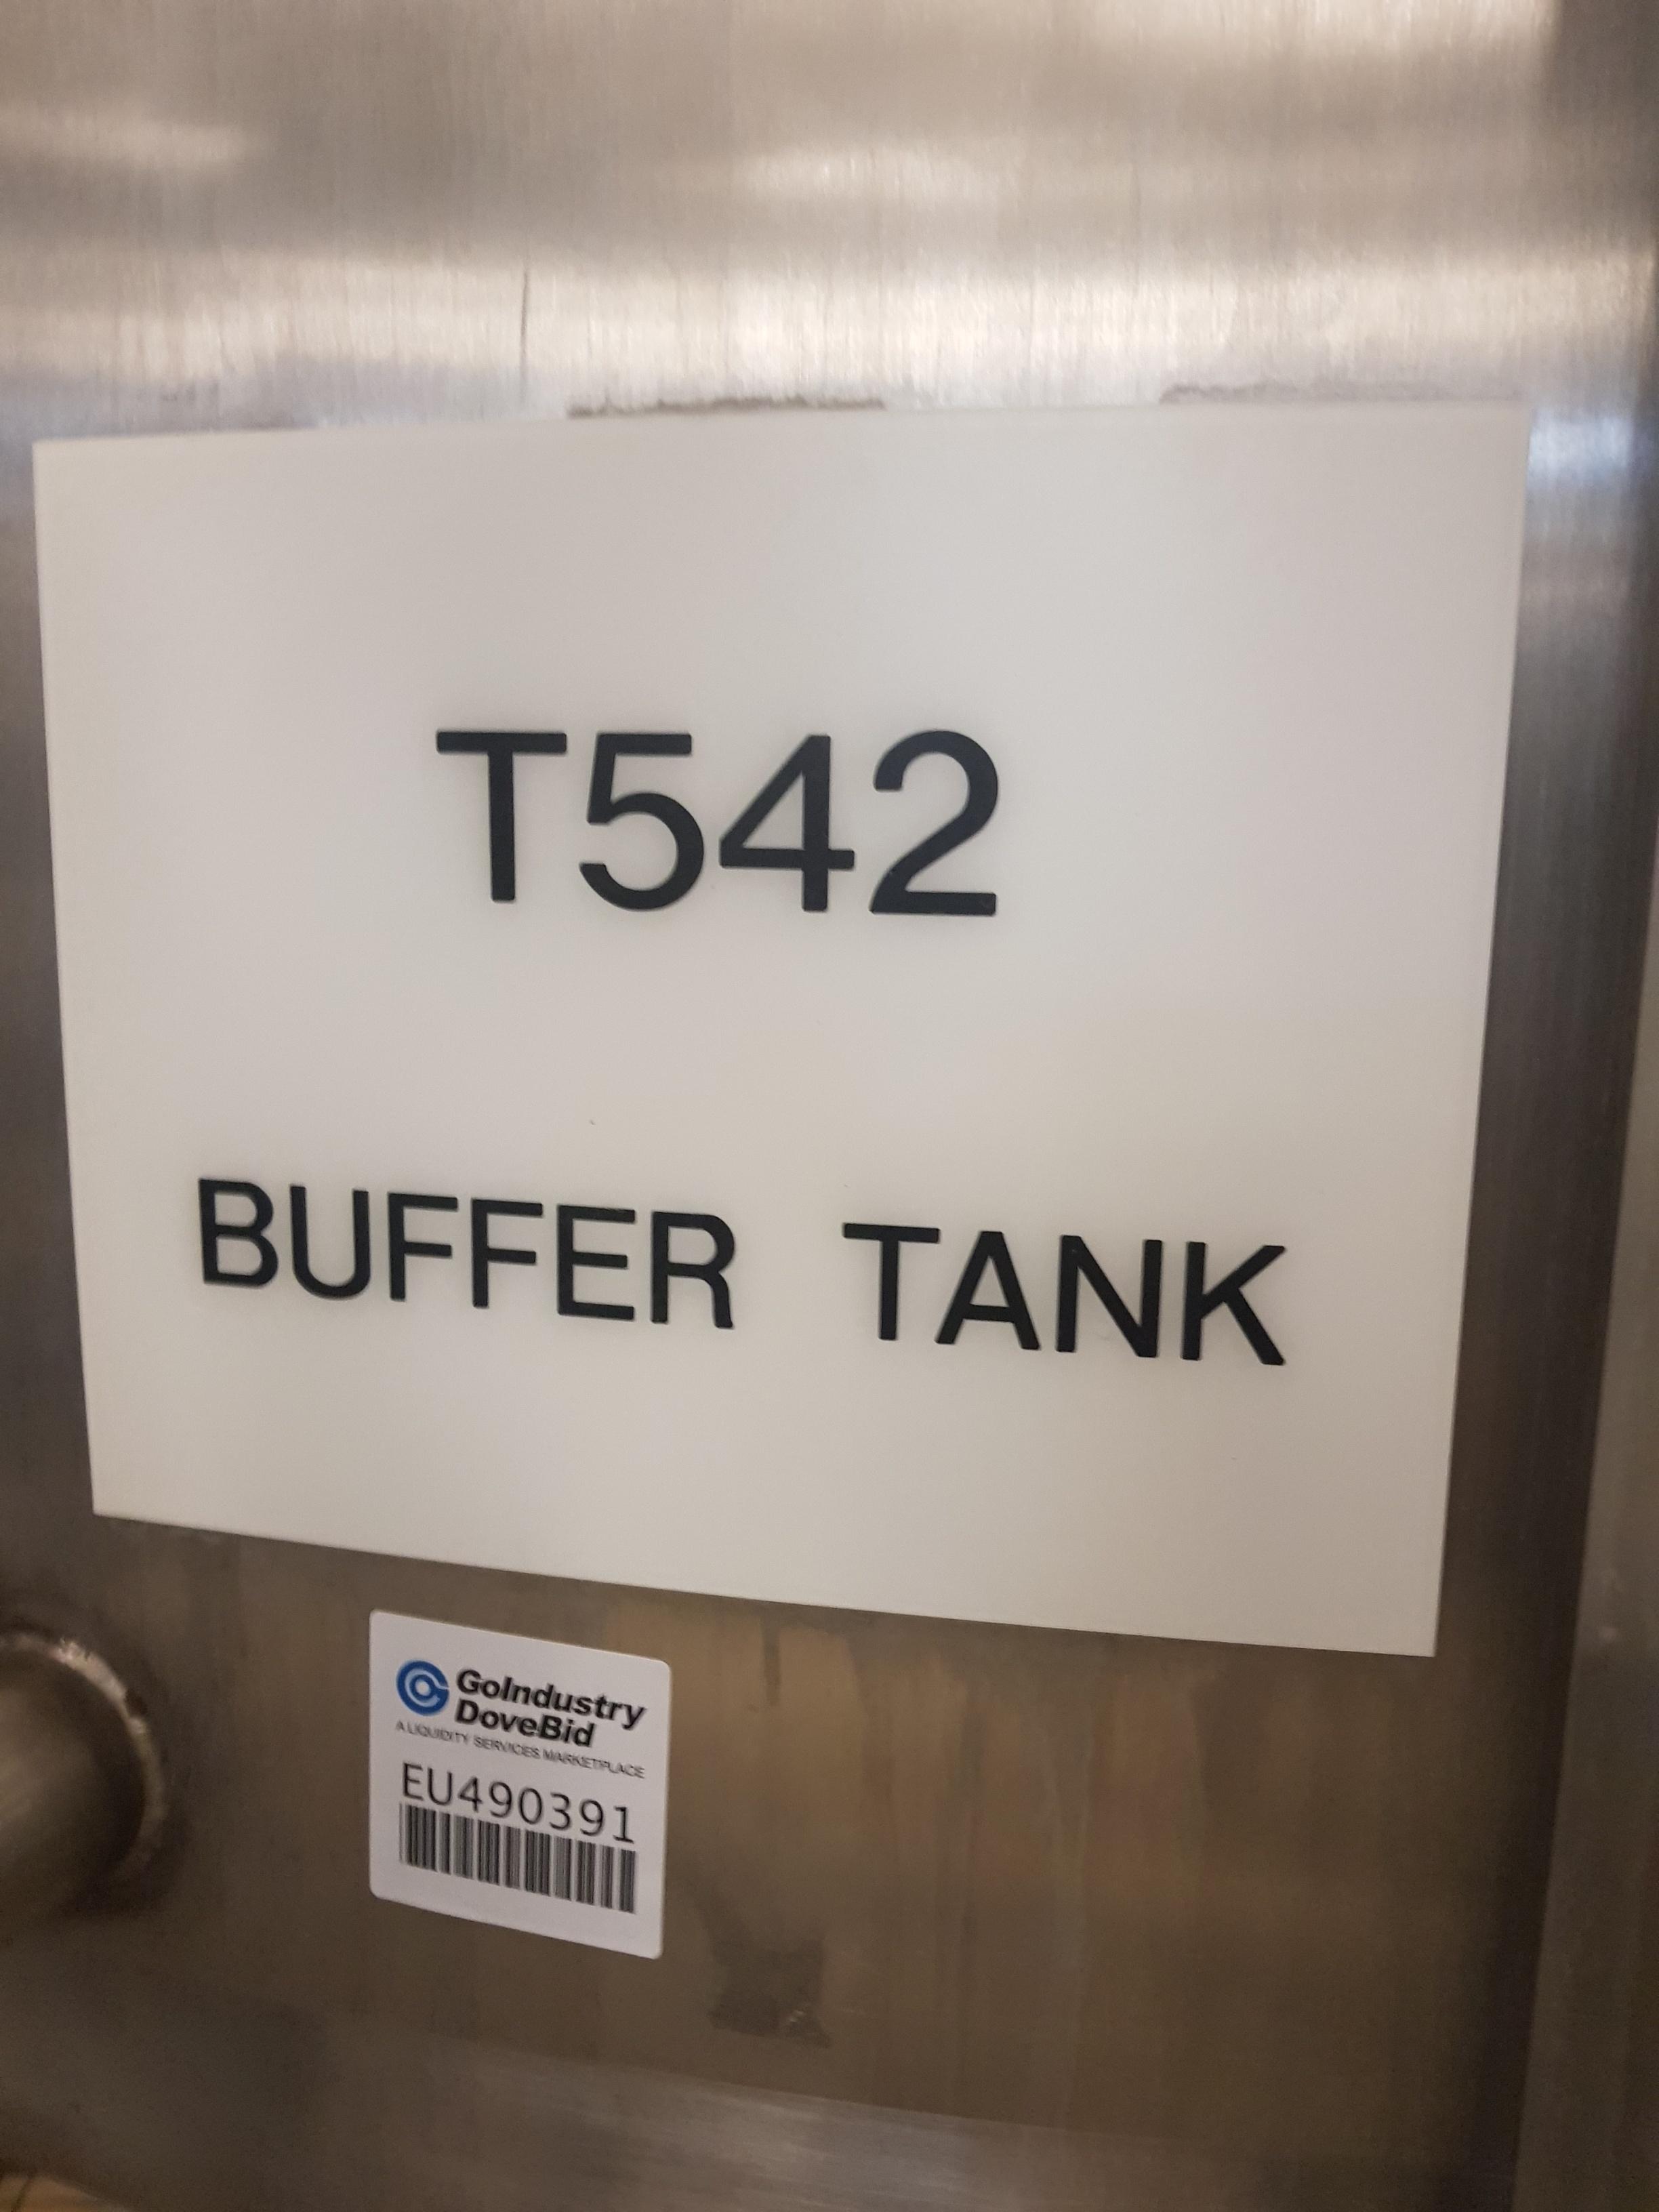 T542
BUFFER TANK
GoIndustry
DoveBid
A LIQUIDITY SERVICES MARKETPLACE
EU490391